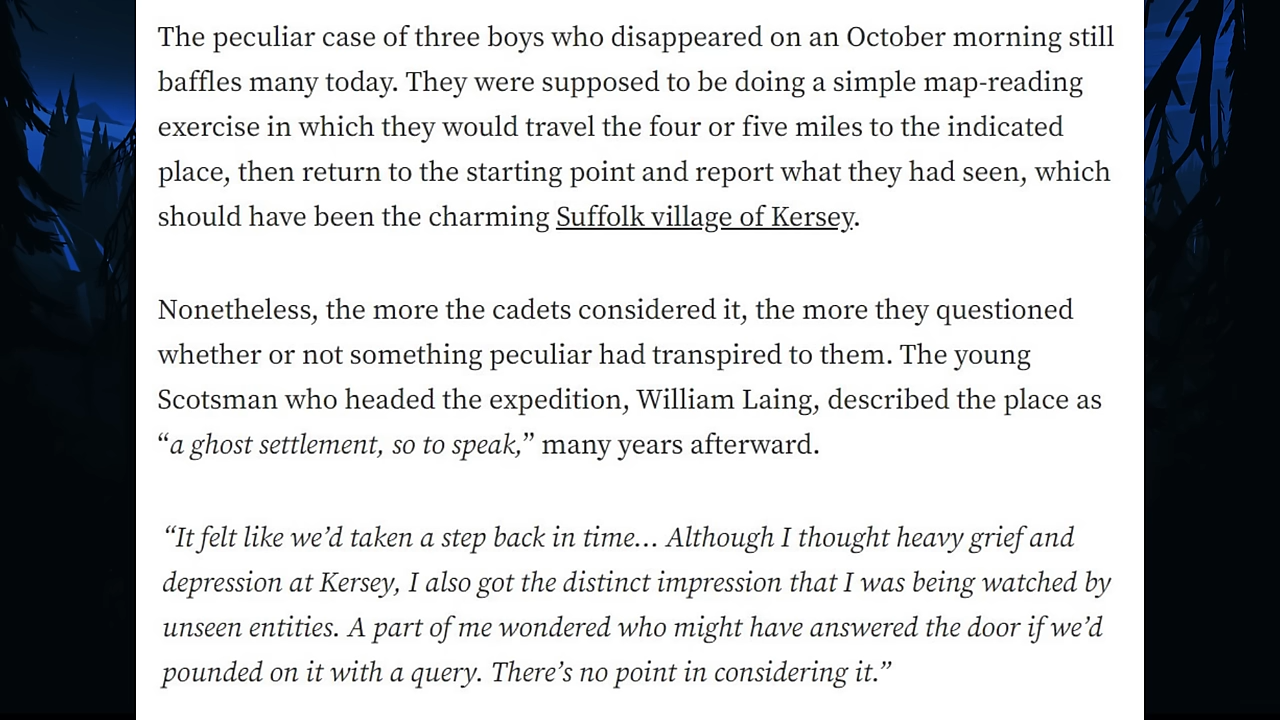 The peculiar case of three boys who disappeared on an October morning still
baffles many today. They were supposed to be doing a simple map-reading
exercise in which they would travel the four or five miles to the indicated
place, then return to the starting point and report what they had seen, which
should have been the charming Suffolk village of Kersey.
Nonetheless, the more the cadets considered it, the more they questioned
whether or not something peculiar had transpired to them. The young
Scotsman who headed the expedition, William Laing, described the place as
“a ghost settlement, so to speak,” many years afterward.
“It felt like we’d taken a step back in time… Although I thought heavy grief and
depression at Kersey, I also got the distinct impression that I was being watched by
unseen entities. A part of me wondered who might have answered the door if we’d
pounded on it with a query. There’s no point in considering it.”